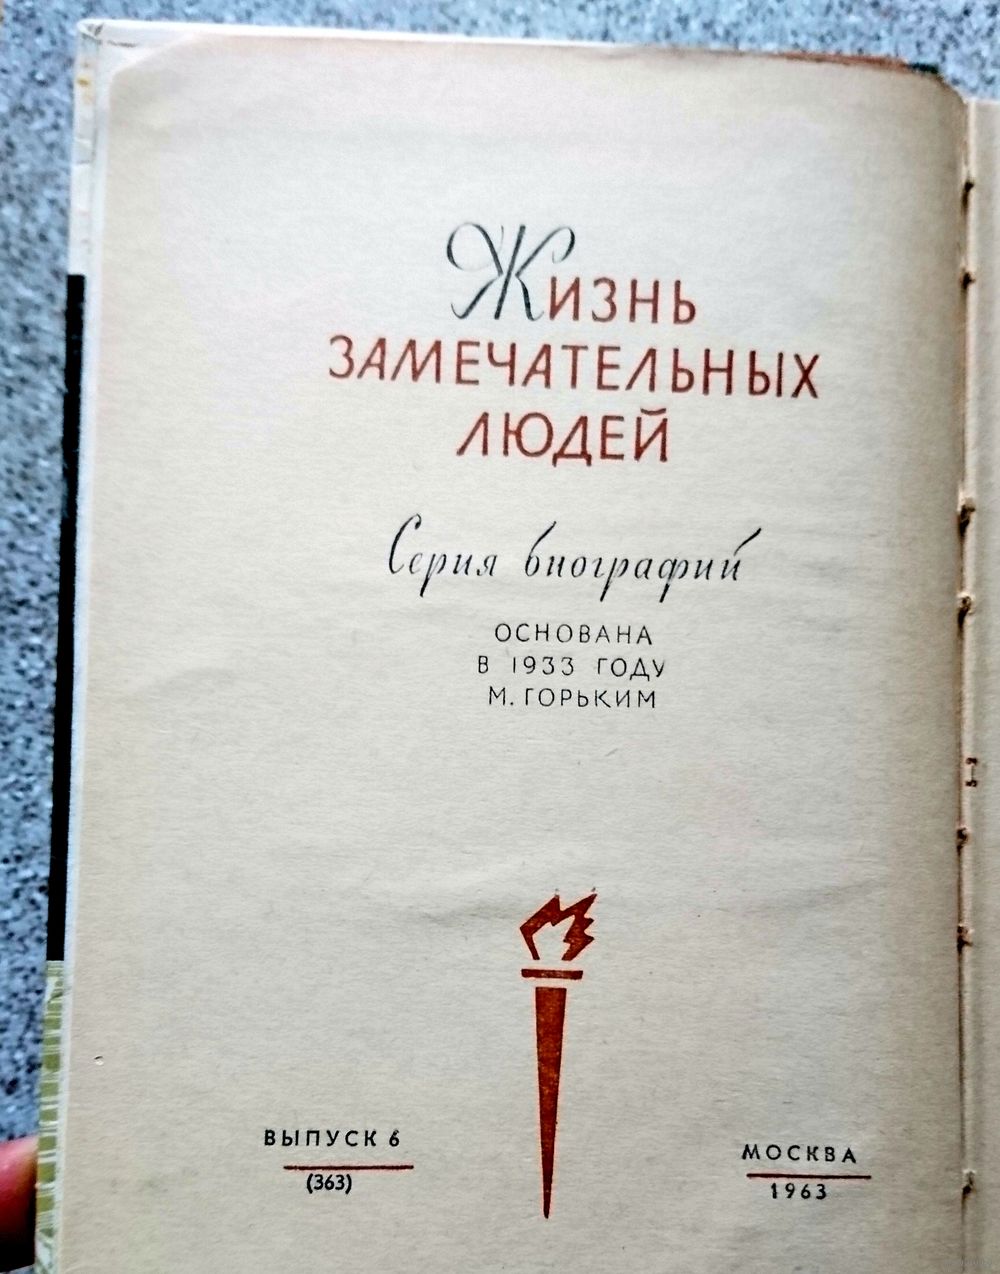 Жизнь
ЗАМЕЧАТЕЛЬНЫХ
ЛЮДЕЙ
Серия биографий
ОСНОВАНА
В 1933 ГОДУ
М. ГОРЬКИМ
ВЫПУСК 6
(363)
МОСКВА
1963